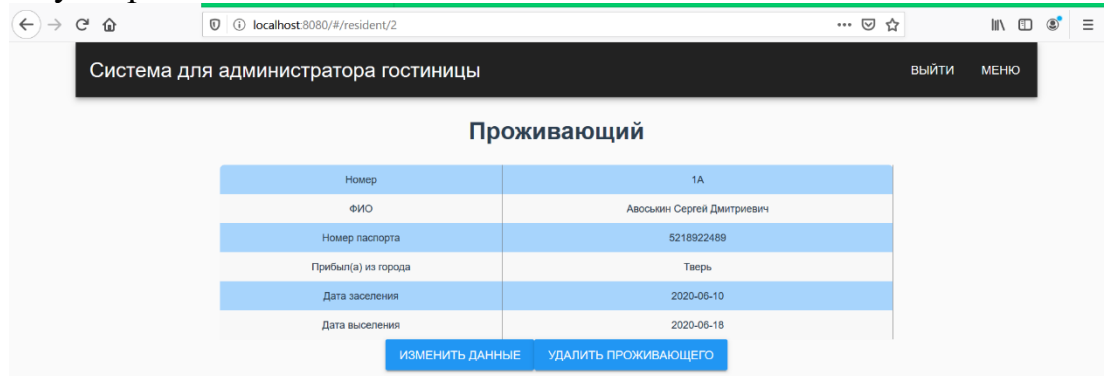 localhost:8080/#/resident/2
Система для администратора гостиницы ВЫЙТИ МЕНЮ
Проживающий
Номер 1А
ФИО Авоськин Сергей Дмитриевич
Номер паспорта 5218922489
Прибыл(а) из города Тверь
Дата заселения 2020-06-10
Дата выселения 2020-06-18
ИЗМЕНИТЬ ДАННЫЕ УДАЛИТЬ ПРОЖИВАЮЩЕГО